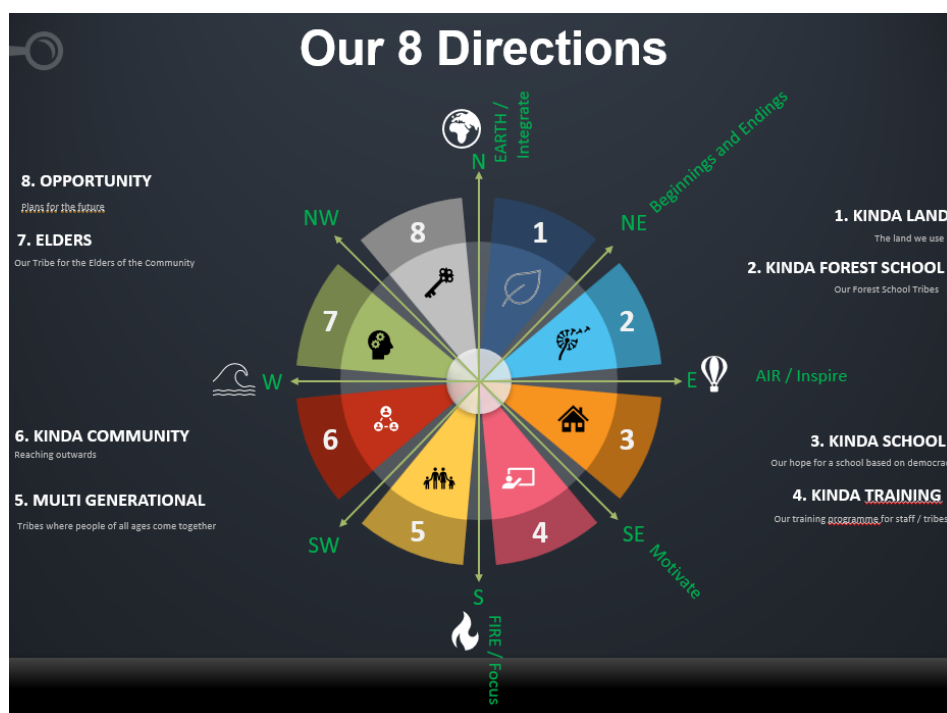 Our 8 Directions
EARTH /
Integrate
N
Beginnings and Endings
NE
NW
8. OPPORTUNITY
Plans for the future
7. ELDERS
Our Tribe for the Elders of the Community
1. KINDA LAND
The land we use
2. KINDA FOREST SCHOOL
Our Forest School Tribes
8
1
7
2
W
E
AIR / Inspire
6
3
5
4
6. KINDA COMMUNITY
Reaching outwards
5. MULTI GENERATIONAL
Tribes where people of all ages come together
3. KINDA SCHOOL
Our hope for a school based on democra
4. KINDA TRAINING
Our training programme for staff / tribes
SW
SE
Motivate
S
FIRE / Focus